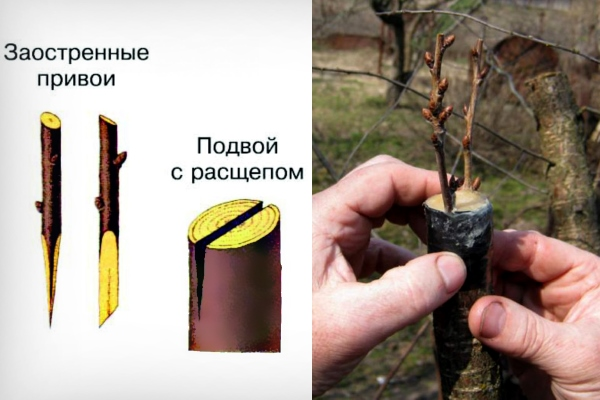 Заостренные
привои
Подвой
с расщепом